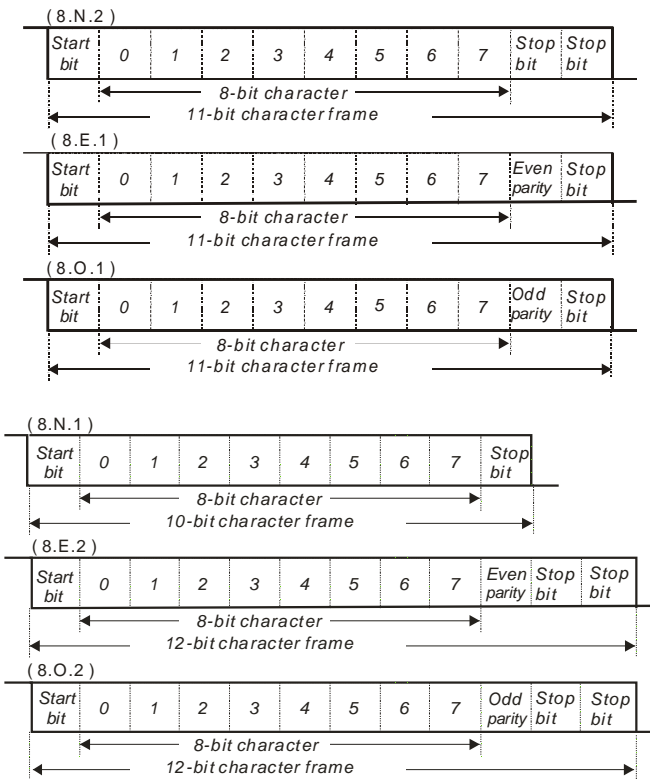 (8.N.2)
Start bit 0 1 2 3 4 5 6 7 Stop bit Stop bit
8-bit character
11-bit character frame
(8.E.1)
Start bit 0 1 2 3 4 5 6 7 Even parity Stop bit
8-bit character
11-bit character frame
(8.O.1)
Start bit 0 1 2 3 4 5 6 7 Odd parity Stop bit
8-bit character
11-bit character frame
(8.N.1)
Start bit 0 1 2 3 4 5 6 7 Stop bit
8-bit character
10-bit character frame
(8.E.2)
Start bit 0 1 2 3 4 5 6 7 Even parity Stop bit Stop bit
8-bit character
12-bit character frame
(8.O.2)
Start bit 0 1 2 3 4 5 6 7 Odd parity Stop bit Stop bit
8-bit character
12-bit character frame